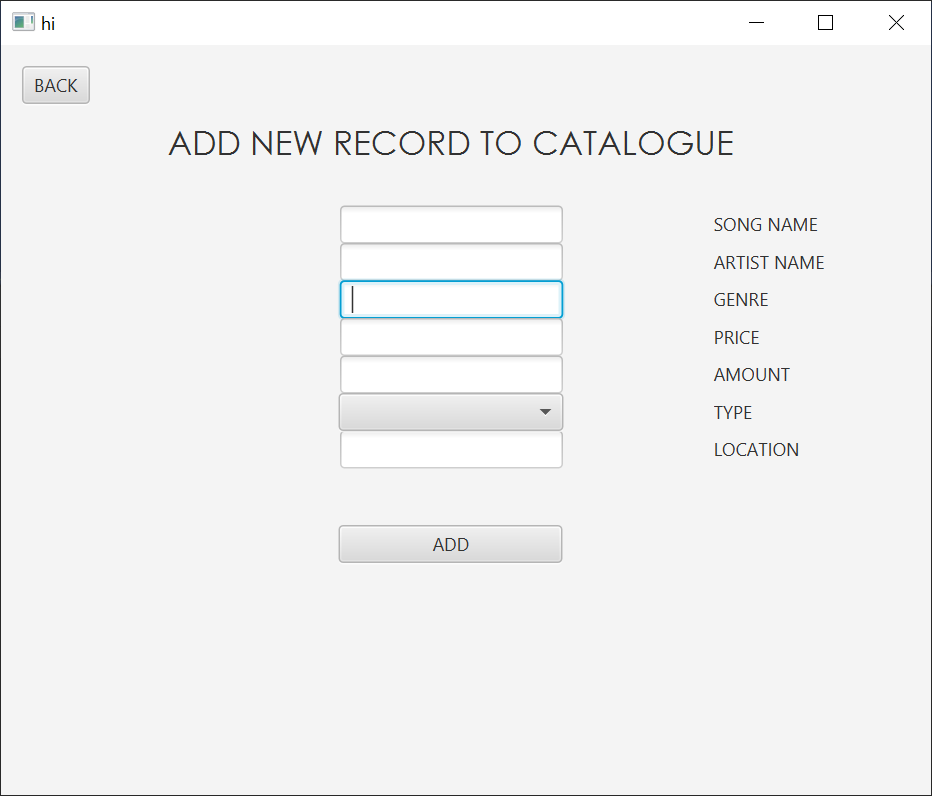 hi
BACK
ADD NEW RECORD TO CATALOGUE
SONG NAME
ARTIST NAME
GENRE
PRICE
AMOUNT
TYPE
LOCATION
ADD